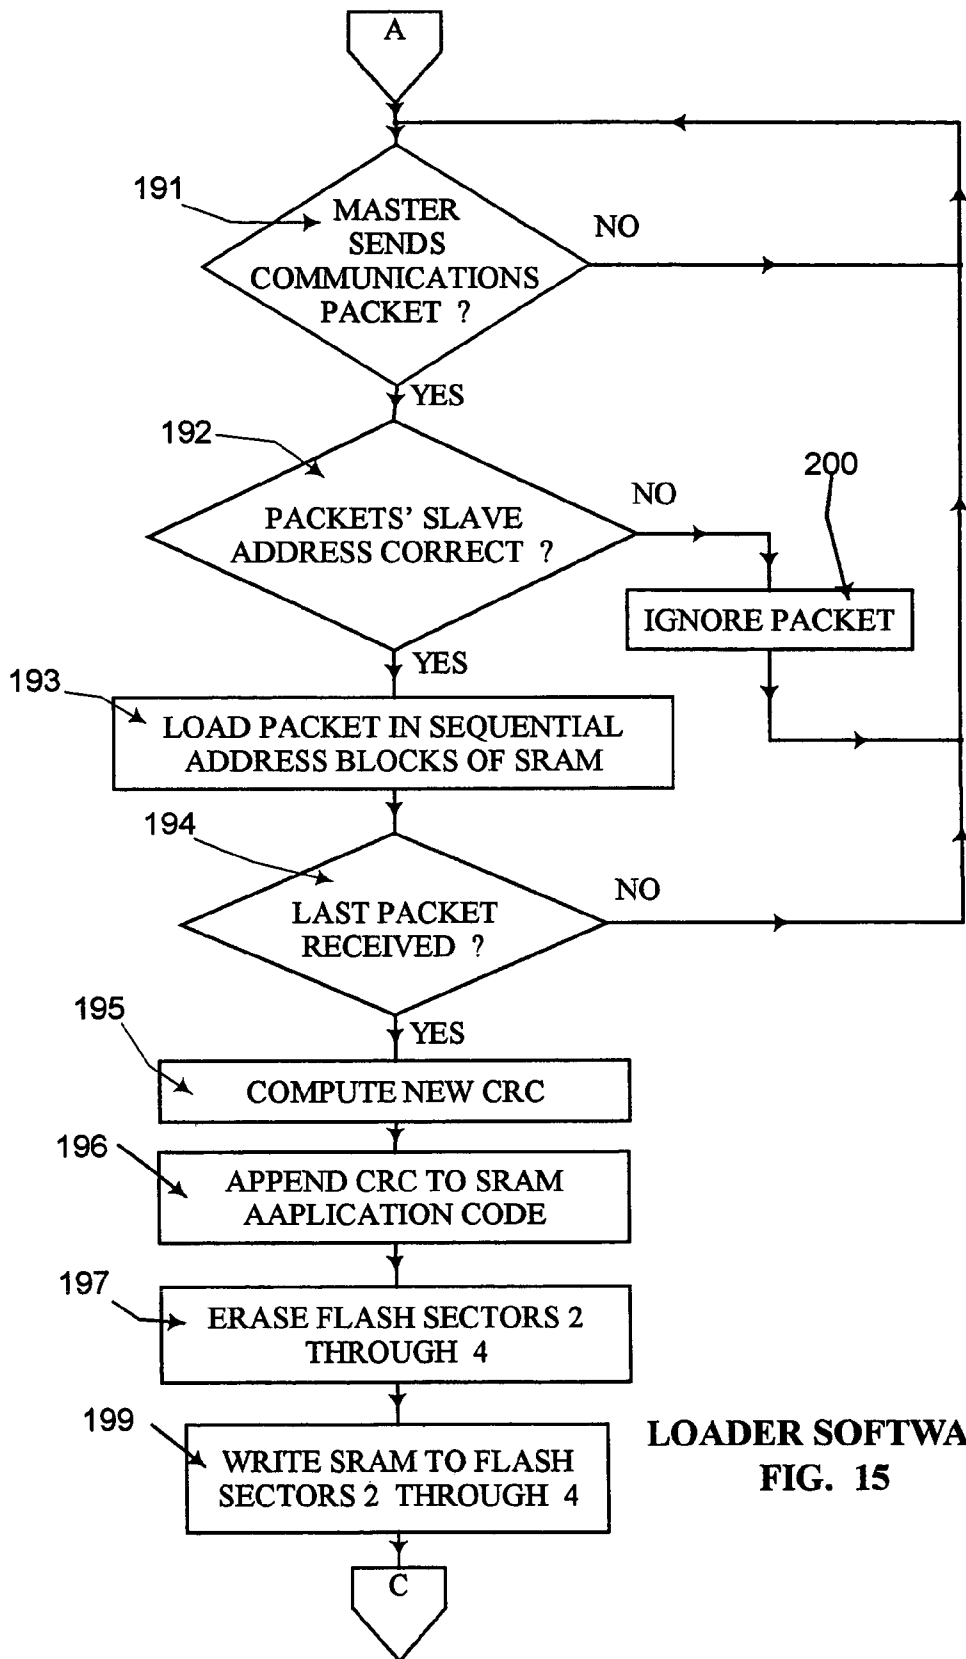 A
191
MASTER
SENDS
COMMUNICATIONS
PACKET ?
NO
YES
192
PACKETS' SLAVE
ADDRESS CORRECT ?
NO
200
IGNORE PACKET
YES
193
LOAD PACKET IN SEQUENTIAL
ADDRESS BLOCKS OF SRAM
194
LAST PACKET
RECEIVED ?
NO
YES
195
COMPUTE NEW CRC
196
APPEND CRC TO SRAM
AAPLICATION CODE
197
ERASE FLASH SECTORS 2
THROUGH 4
199
WRITE SRAM TO FLASH
SECTORS 2 THROUGH 4
LOADER SOFTWA
FIG. 15
C